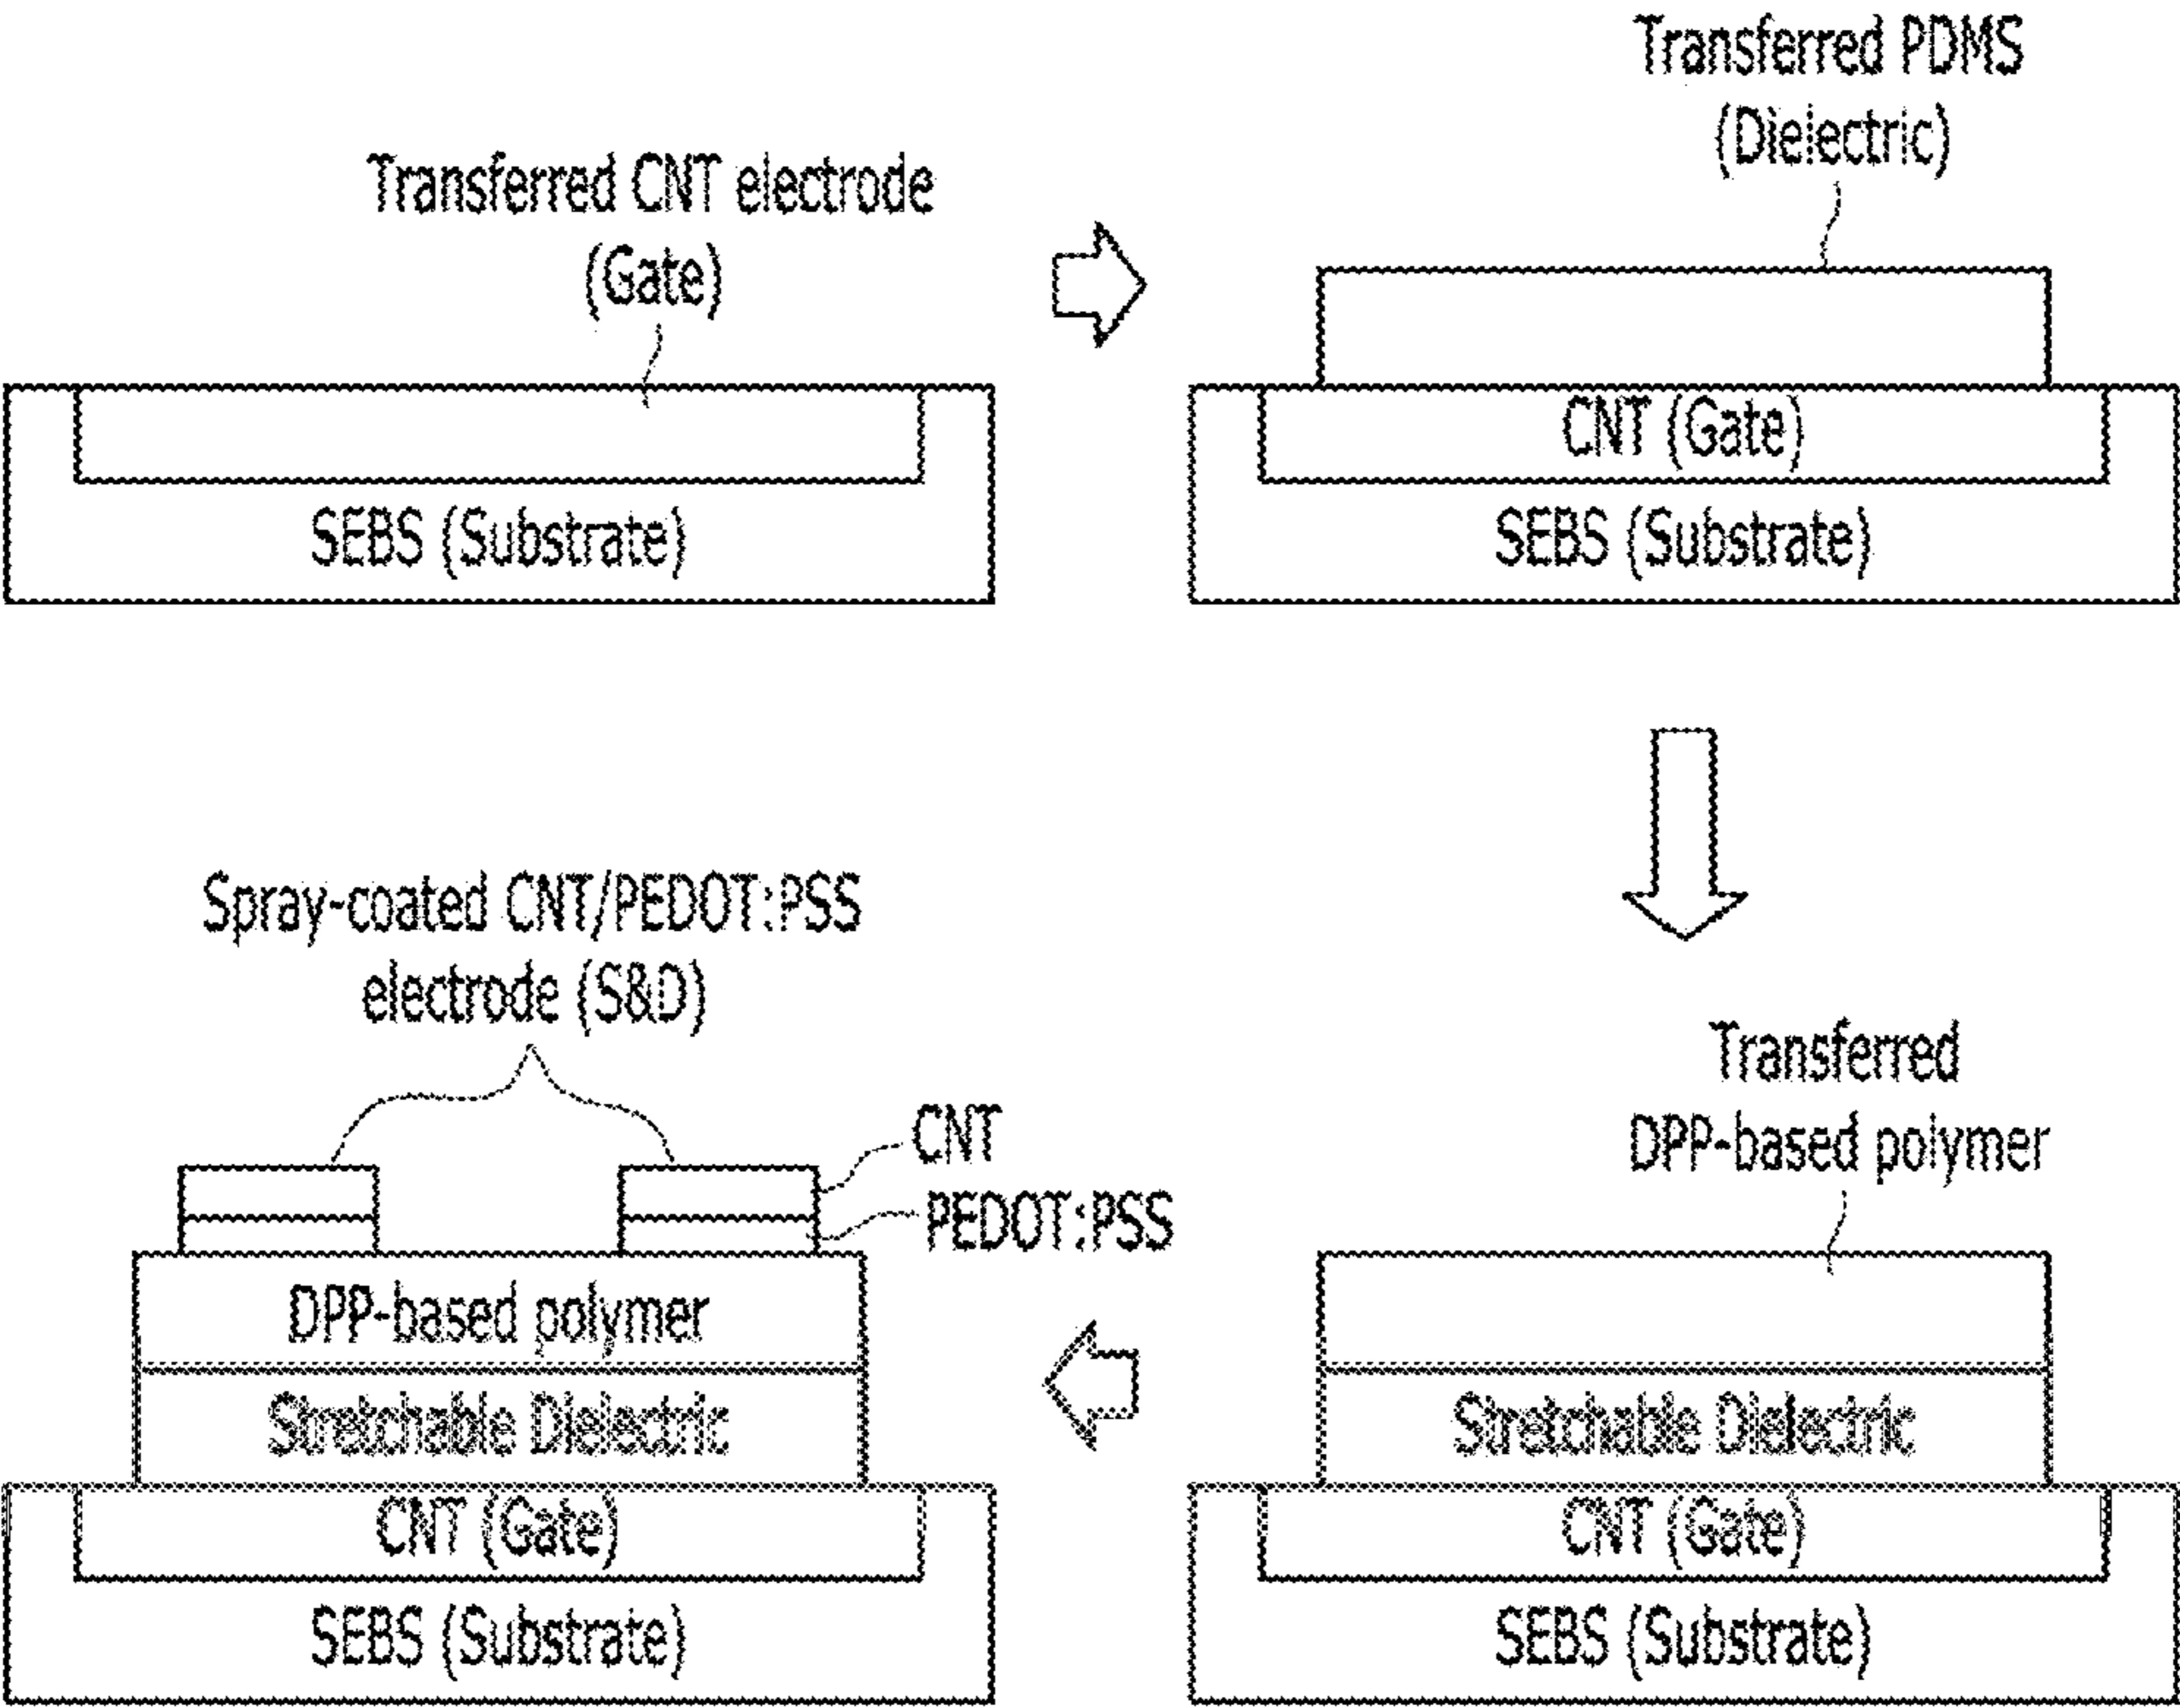 Transferred CNT electrode
(Gate)
SEBS (Substrate)
Transferred PDMS
(Dielectric)
CNT (Gate)
SEBS (Substrate)
Transferred
DPP-based polymer
Stretchable Dielectric
CNT (Gate)
SEBS (Substrate)
Spray-coated CNT/PEDOT:PSS
electrode (S&D)
CNT
PEDOT:PSS
DPP-based polymer
Stretchable Dielectric
CNT (Gate)
SEBS (Substrate)